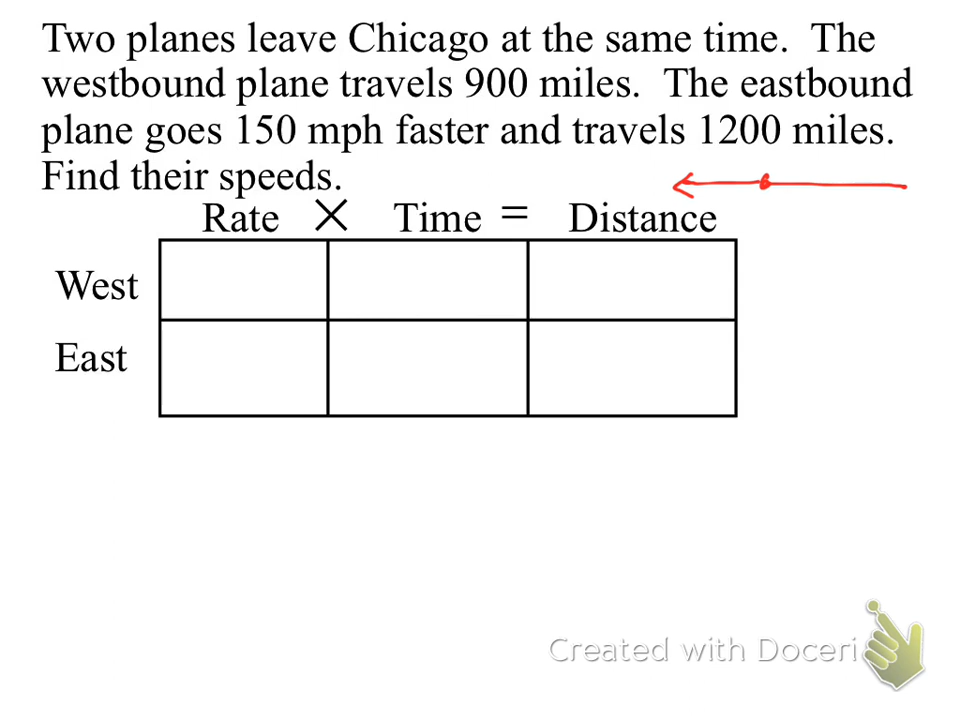 Two planes leave Chicago at the same time. The
westbound plane travels 900 miles. The eastbound
plane goes 150 mph faster and travels 1200 miles.
Find their speeds.
Rate × Time = Distance
West
East
Created with Doceri